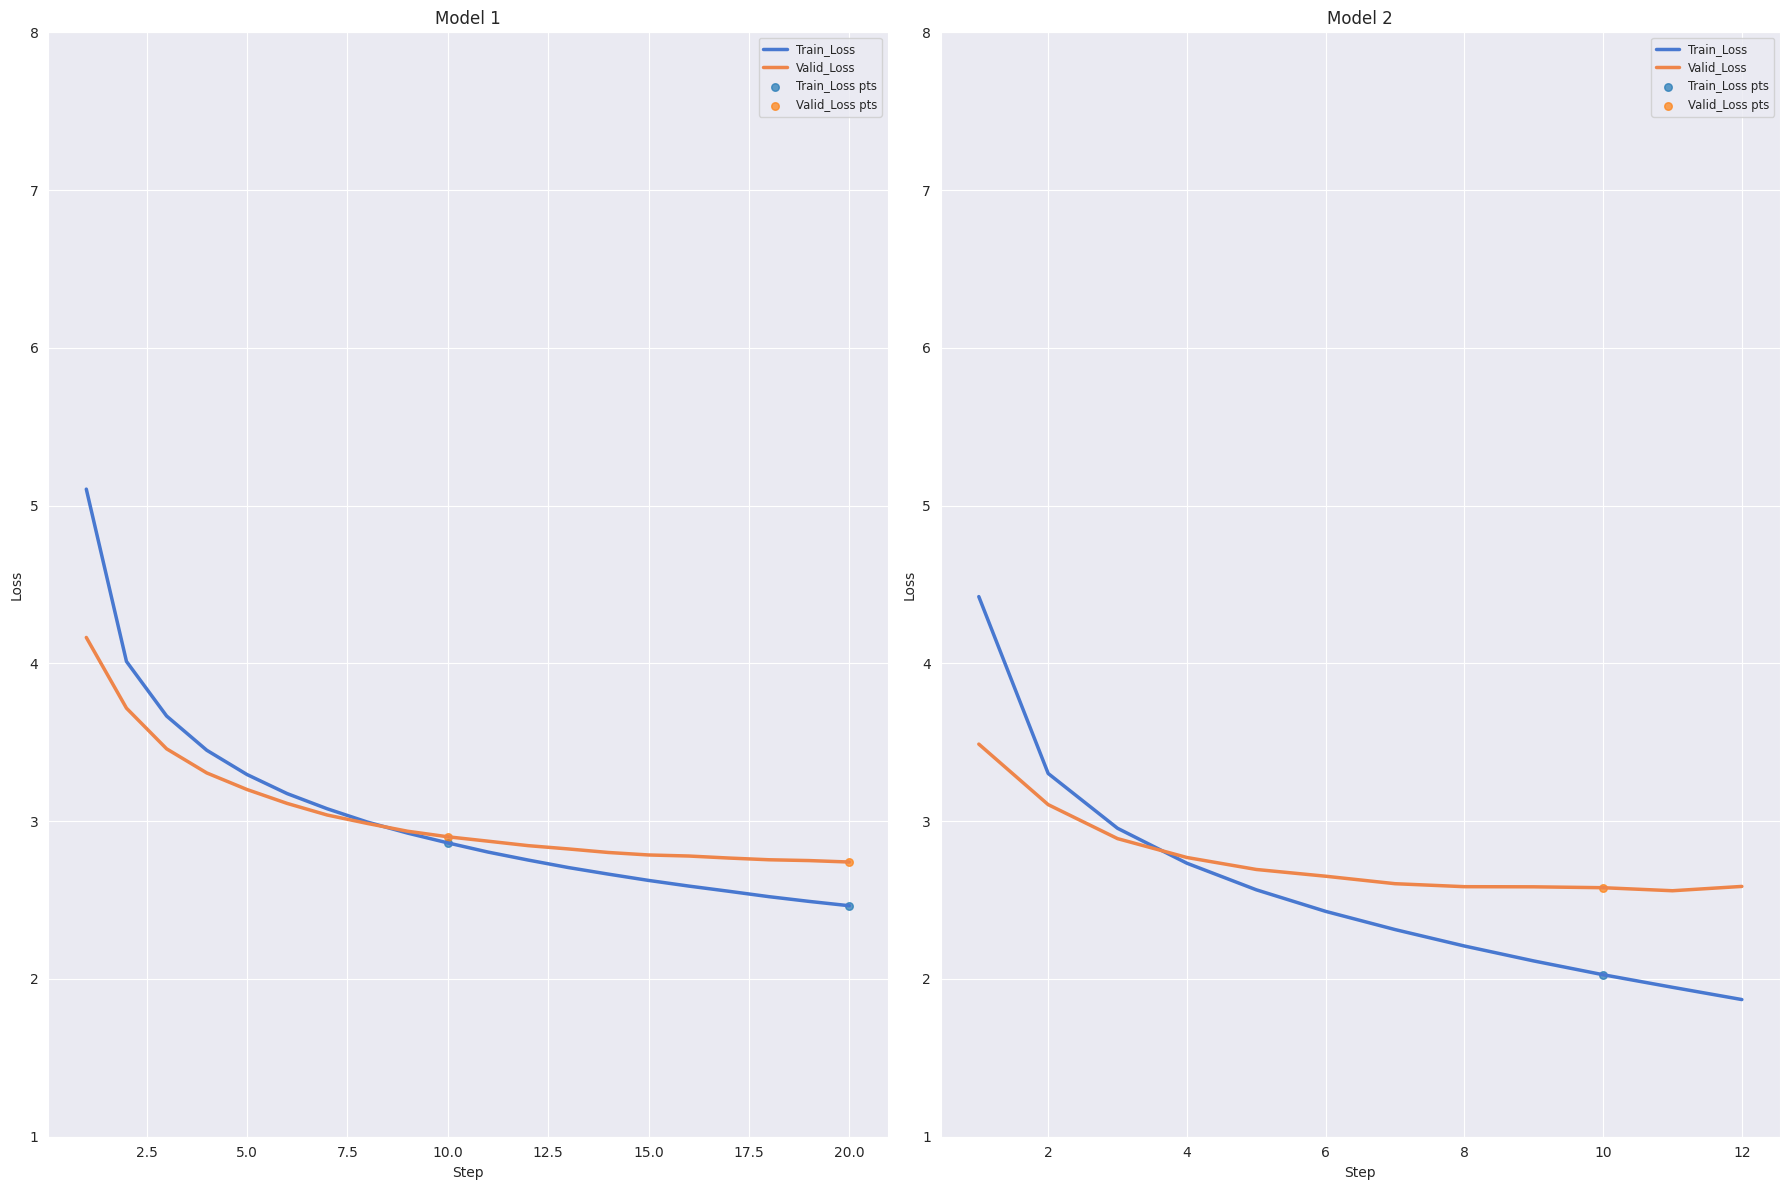 Model 1
8
7
6
5
4
3
2
1
Loss
Train_Loss
Valid_Loss
Train_Loss pts
Valid_Loss pts
2.5 5.0 7.5 10.0 12.5 15.0 17.5 20.0
Step
Model 2
8
7
6
5
4
3
2
1
Loss
Train_Loss
Valid_Loss
Train_Loss pts
Valid_Loss pts
2 4 6 8 10 12
Step